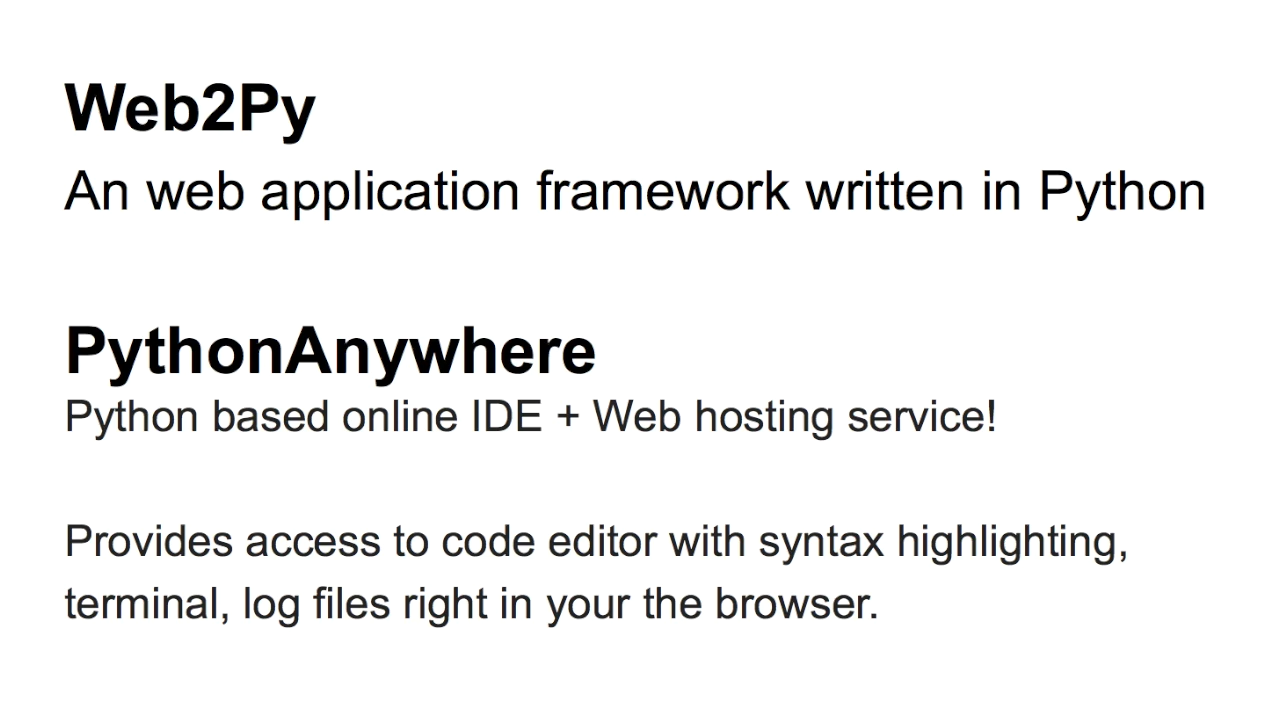 Web2Py
An web application framework written in Python
PythonAnywhere
Python based online IDE + Web hosting service!
Provides access to code editor with syntax highlighting,
terminal, log files right in your the browser.